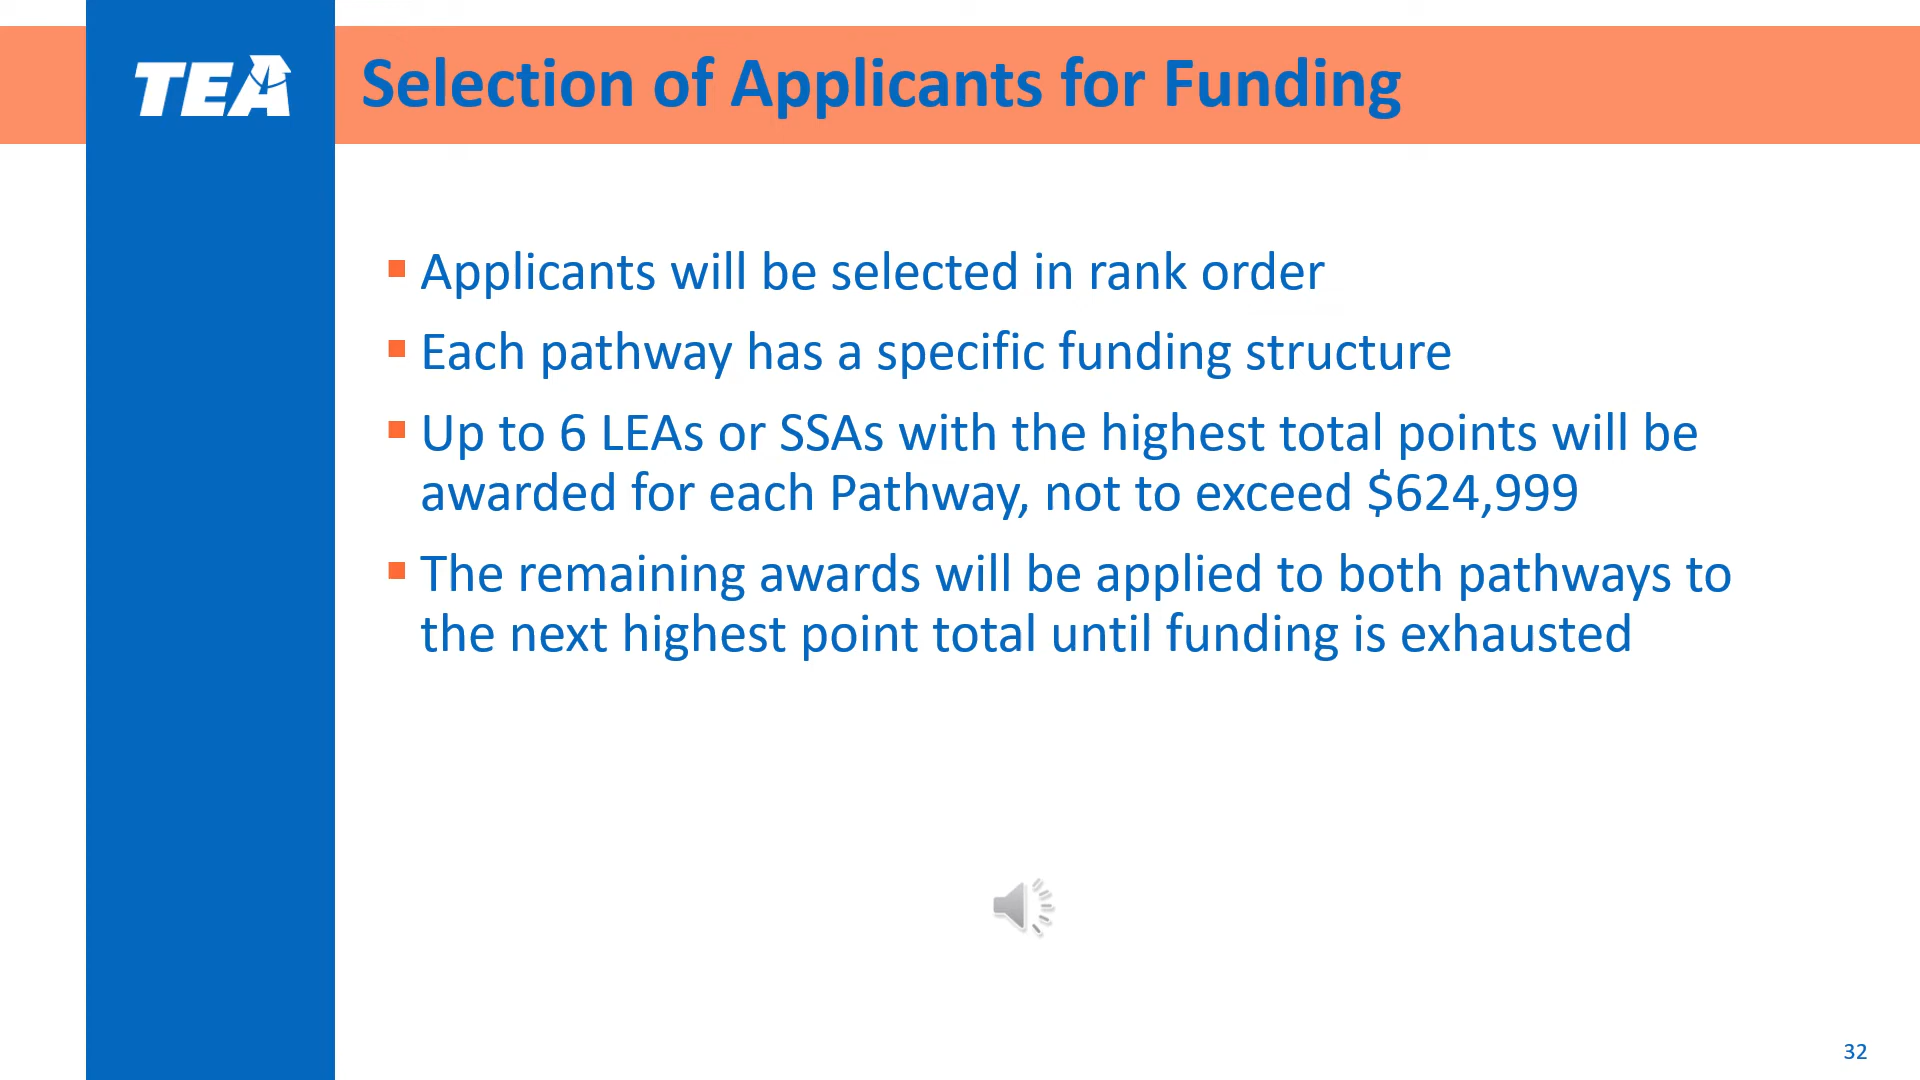 TEA
Selection of Applicants for Funding
Applicants will be selected in rank order
Each pathway has a specific funding structure
Up to 6 LEAs or SSAs with the highest total points will be
awarded for each Pathway, not to exceed $624,999
The remaining awards will be applied to both pathways to
the next highest point total until funding is exhausted
32